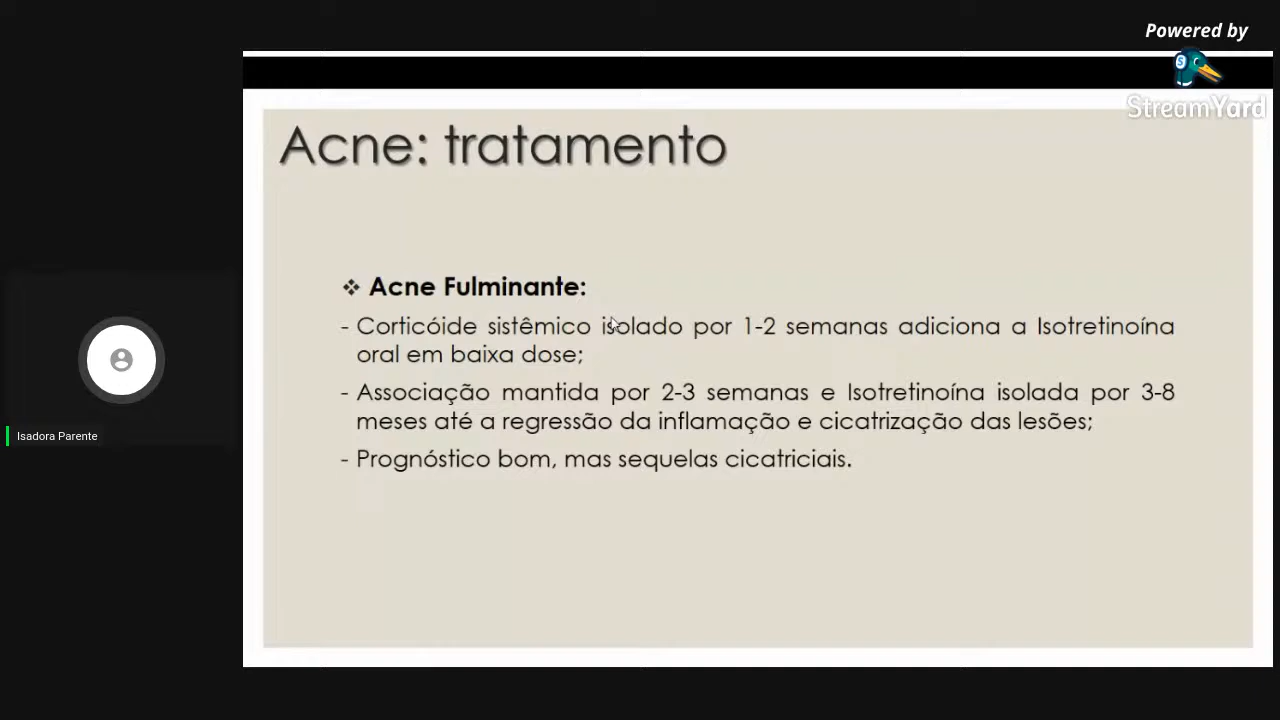 Powered by
StreamYard
Acne: tratamento
❖ Acne Fulminante:
- Corticóide sistêmico isolado por 1-2 semanas adiciona a Isotretinoína
oral em baixa dose;
- Associação mantida por 2-3 semanas e Isotretinoína isolada por 3-8
meses até a regressão da inflamação e cicatrização das lesões;
- Prognóstico bom, mas sequelas cicatriciais.
Isadora Parente